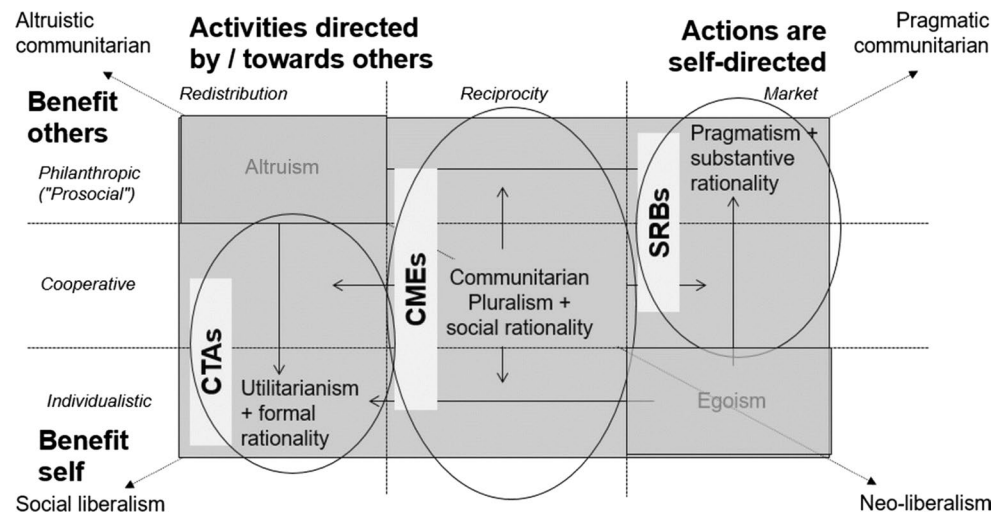 Altruistic
communitarian
Activities directed
by / towards others
Actions are
self-directed
Pragmatic
communitarian
Benefit
others
Redistribution
Reciprocity
Market
Philanthropic
("Prosocial")
Altruism
Pragmatism +
substantive
rationality
SRBs
Cooperative
CMEs
Communitarian
Pluralism +
social rationality
CTAs
Utilitarianism
+ formal
rationality
Individualistic
Egoism
Benefit
self
Social liberalism
Neo-liberalism